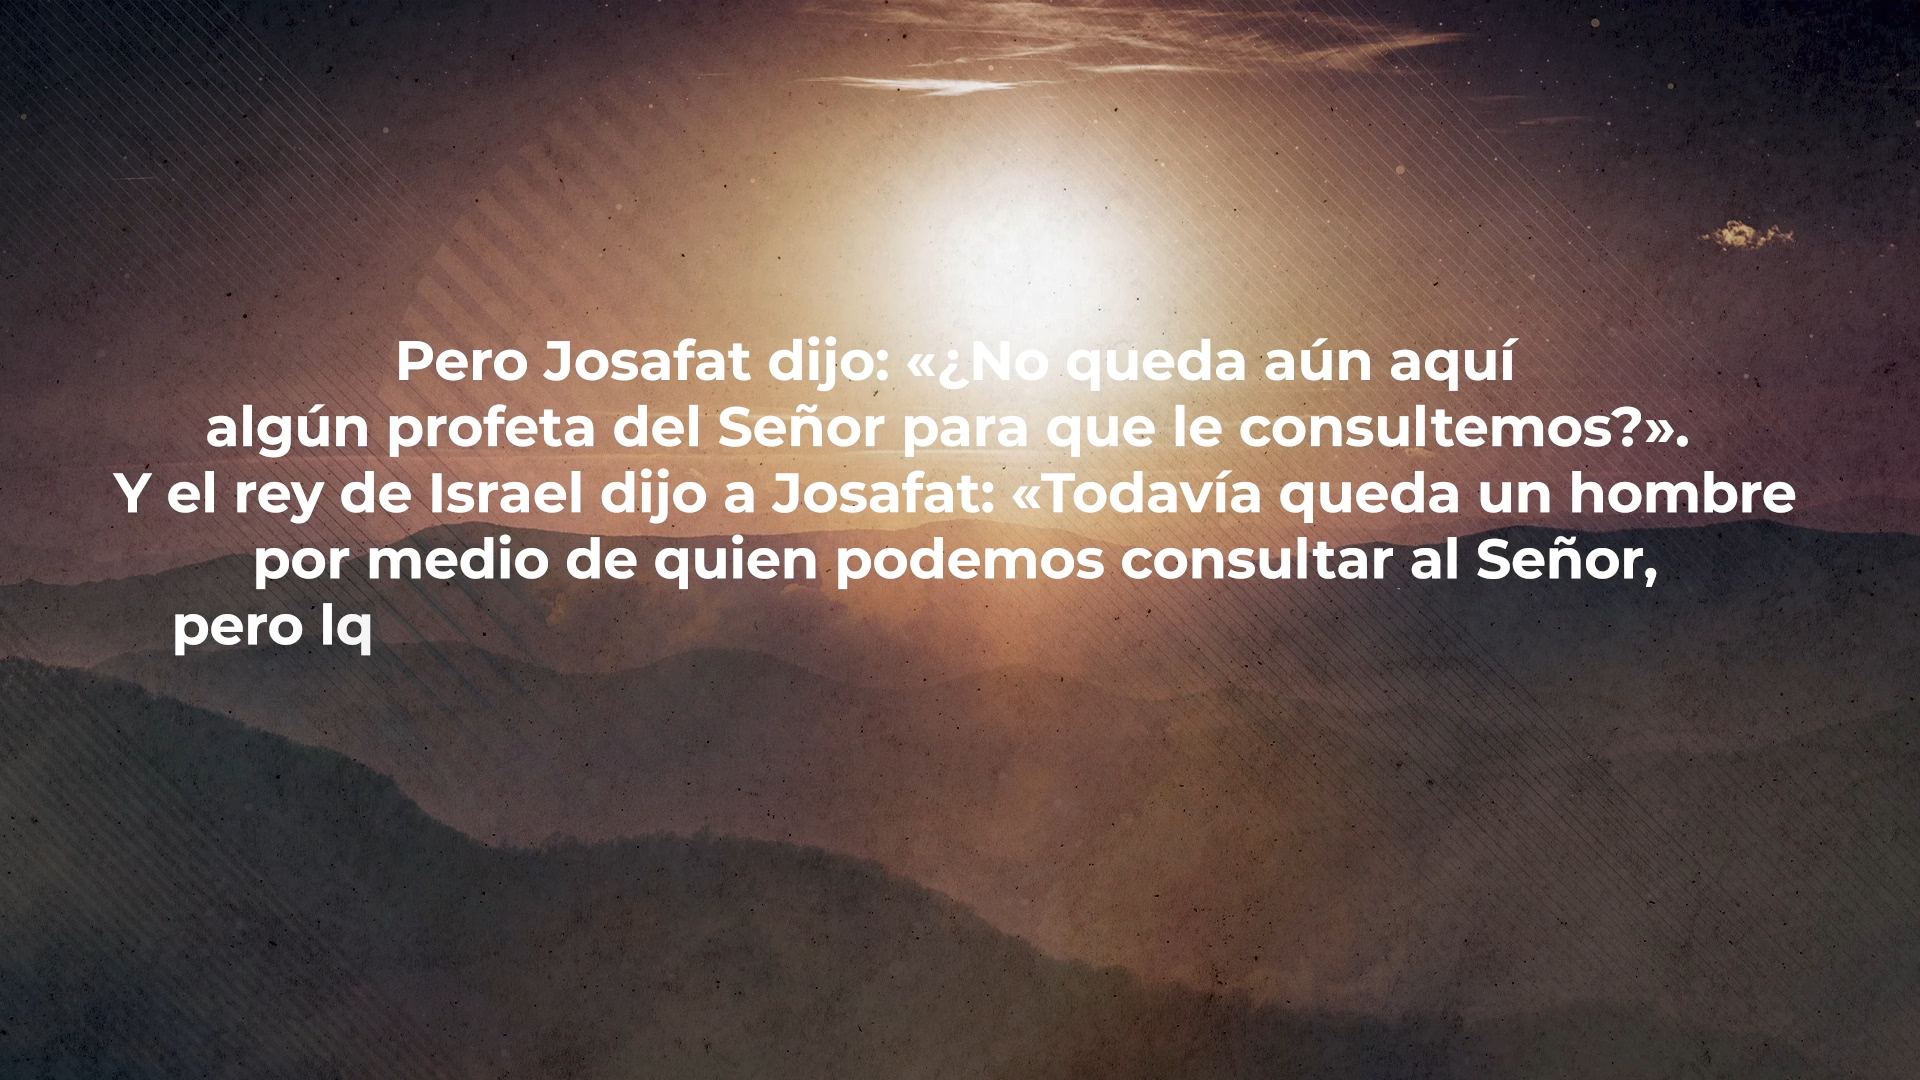 Pero Josafat dijo: «¿No queda aún aquí
algún profeta del Señor para que le consultemos?».
Y el rey de Israel dijo a Josafat: «Todavía queda un hombre
por medio de quien podemos consultar al Señor,
pero lq